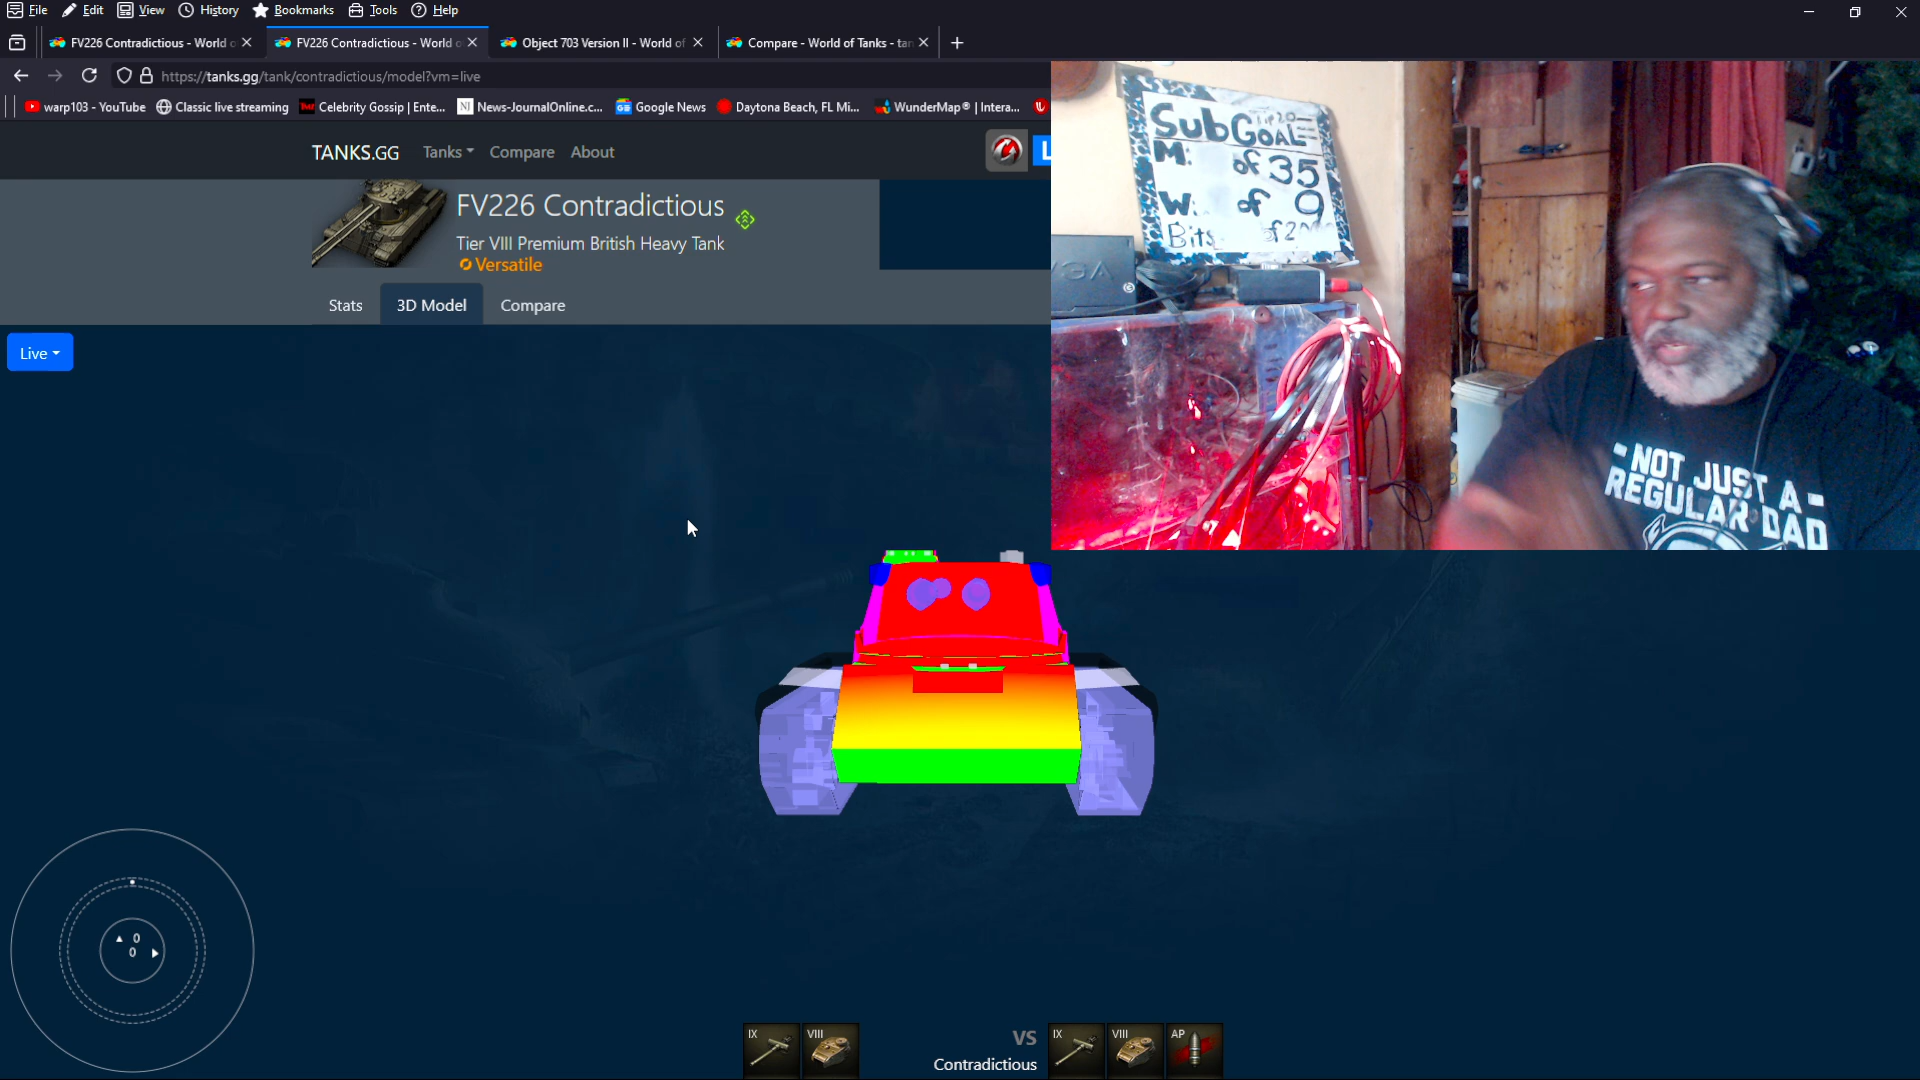 File Edit View History Bookmarks Tools Help
FV226 Contradictious - World o
FV226 Contradictious - World o
Object 703 Version II - World of
Compare - World of Tanks - tan
https://tanks.gg/tank/contradictious/model?vm=live
warp103 - YouTube
Classic live streaming
Celebrity Gossip | Ente...
News-JournalOnline.c...
Google News
Daytona Beach, FL Mi...
WunderMap® | Intera...
TANKS.GG Tanks Compare About
L
FV226 Contradictious
Tier VIII Premium British Heavy Tank
Versatile
Stats 3D Model Compare
Live
SubGOAL
M: of 35
W: of 9
Bits
NOT JUST A
REGULAR DAD
0
0
IX VIII VS IX VIII AP
Contradictious